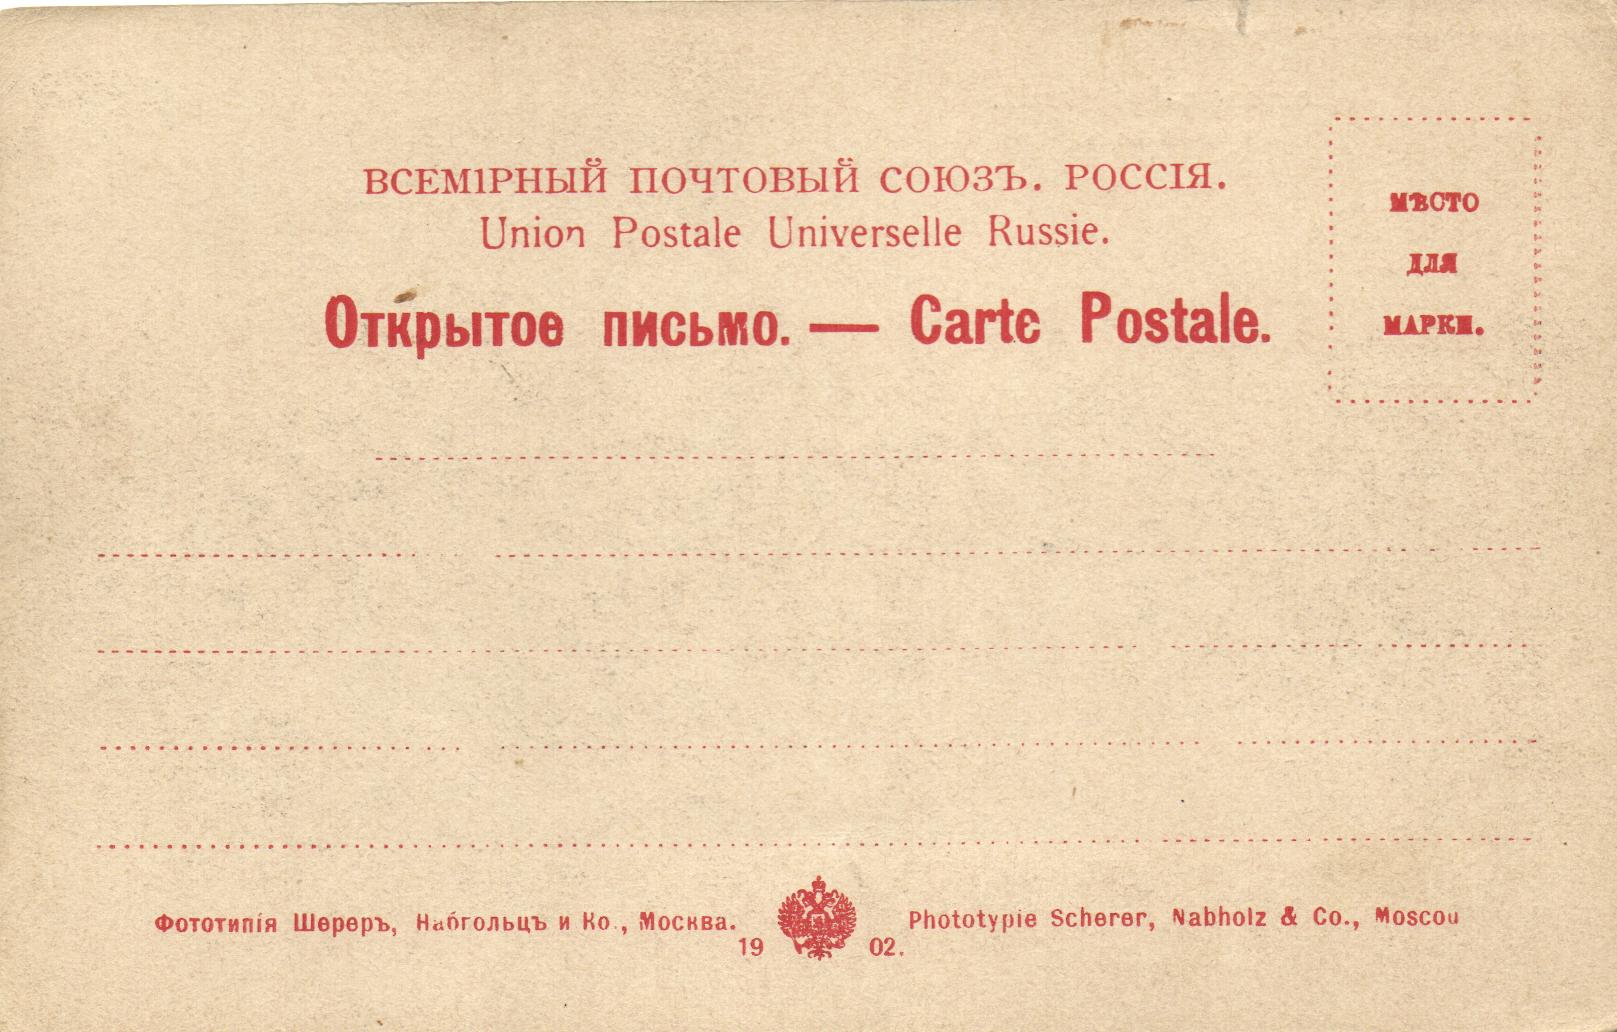 ВСЕМІРНЫЙ ПОЧТОВЫЙ СОЮЗЪ. РОССІЯ.
Union Postale Universelle Russie.
Открытое письмо. — Carte Postale.
МѢСТО
ДЛЯ
МАРКИ.
Фототипія Шереръ, Набгольцъ и Ко., Москва.
Phototypie Scherer, Nabholz & Co., Moscou
19 02.